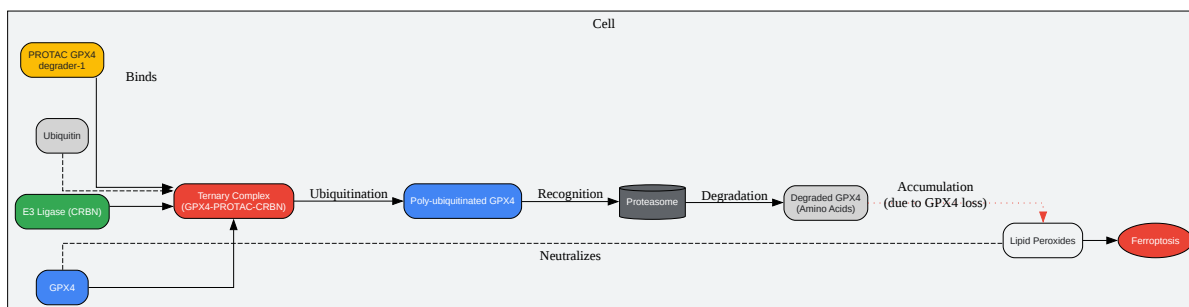 Cell
PROTAC GPX4
degrader-1
Binds
Ubiquitin
E3 Ligase (CRBN)
Ternary Complex
(GPX4-PROTAC-CRBN)
Ubiquitination
Poly-ubiquitinated GPX4
Recognition
Proteasome
Degradation
Degraded GPX4
(Amino Acids)
Accumulation
(due to GPX4 loss)
Lipid Peroxides
Ferroptosis
Neutralizes
GPX4